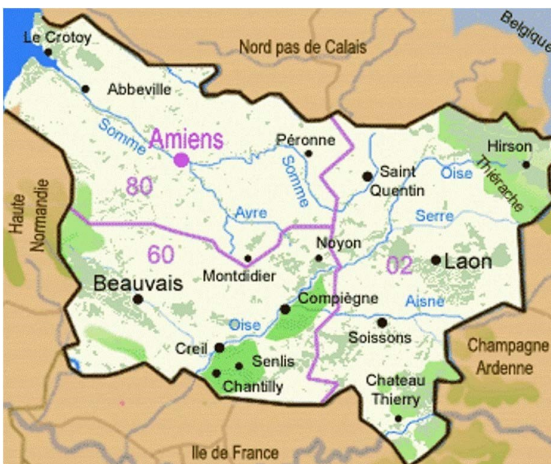 Belgique
Le Crotoy
Nord pas de Calais
Abbeville
Somme
Amiens
Péronne
Hirson
Saint
Quentin
Oise
Thiérache
80
Somme
Haute
Normandie
Avre
Serre
60
Noyon
02
Laon
Montdidier
Beauvais
Compiègne
Aisne
Oise
Soissons
Creil
Senlis
Champagne
Ardenne
Chantilly
Chateau
Thierry
Ile de France